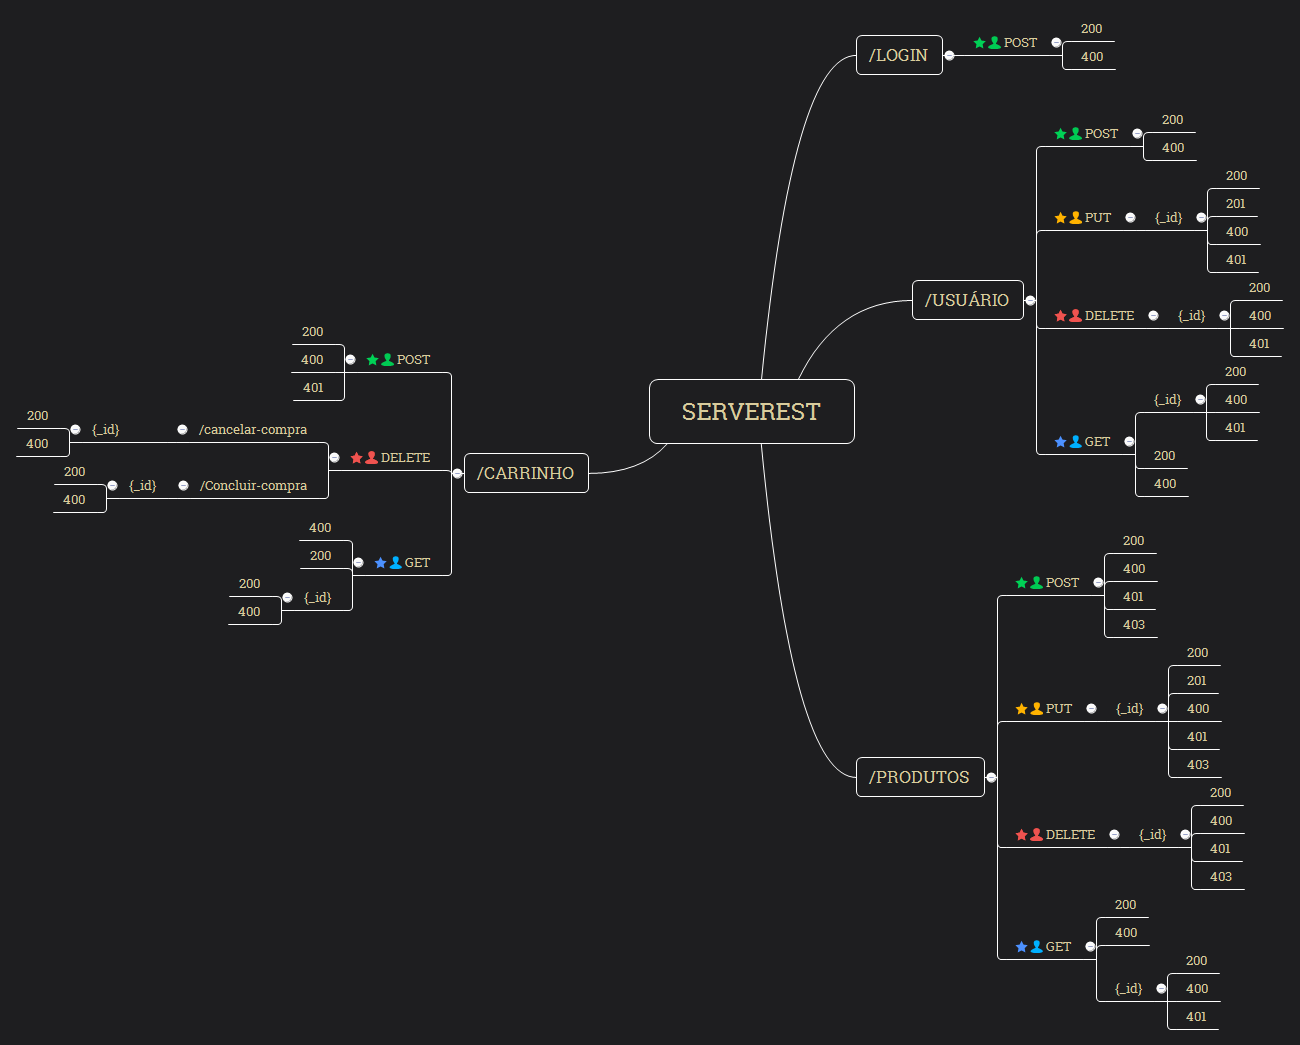 SERVEREST
/LOGIN
POST
200
400
/USUÁRIO
POST
200
400
PUT
{_id}
200
201
400
401
DELETE
{_id}
200
400
401
GET
{_id}
200
400
401
200
400
/PRODUTOS
POST
200
400
401
403
PUT
{_id}
200
201
400
401
403
DELETE
{_id}
200
400
401
403
GET
200
400
{_id}
200
400
401
/CARRINHO
POST
200
400
401
DELETE
/cancelar-compra
{_id}
200
400
/Concluir-compra
{_id}
200
400
GET
400
200
{_id}
200
400